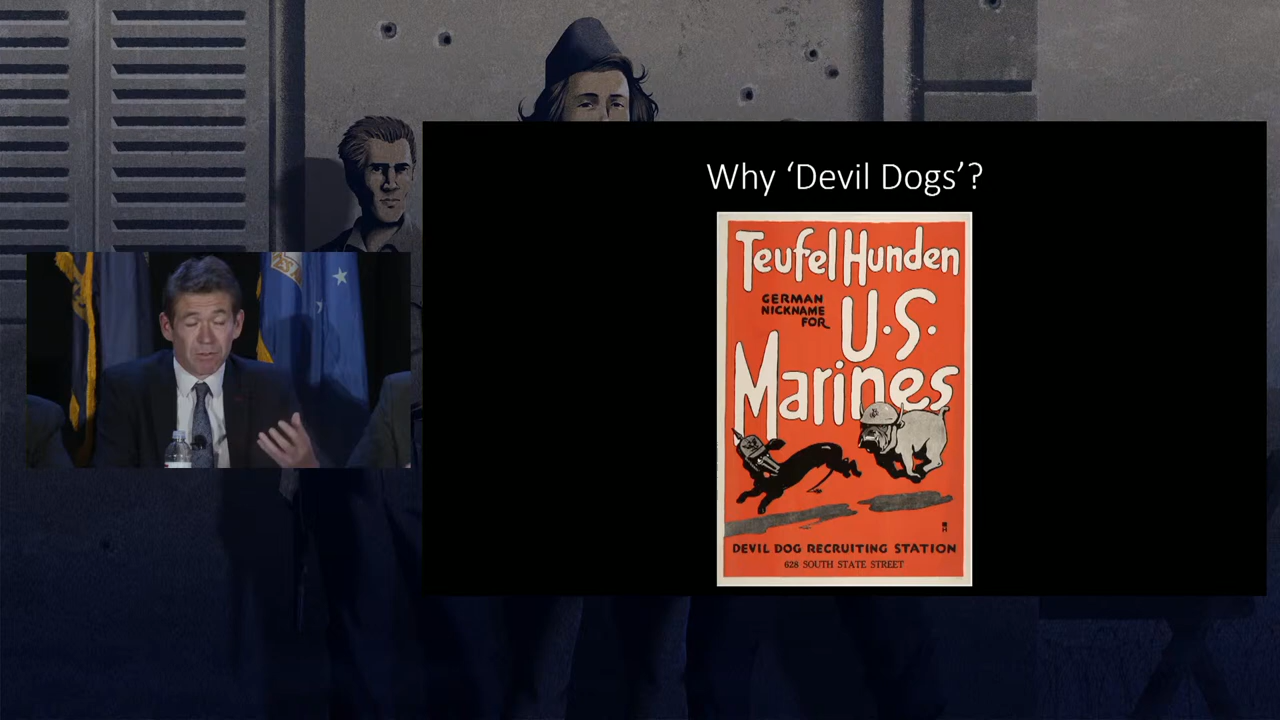 Why ‘Devil Dogs’?
Teufel Hunden
GERMAN
NICKNAME
FOR
U.S.
Marines
DEVIL DOG RECRUITING STATION
628 SOUTH STATE STREET